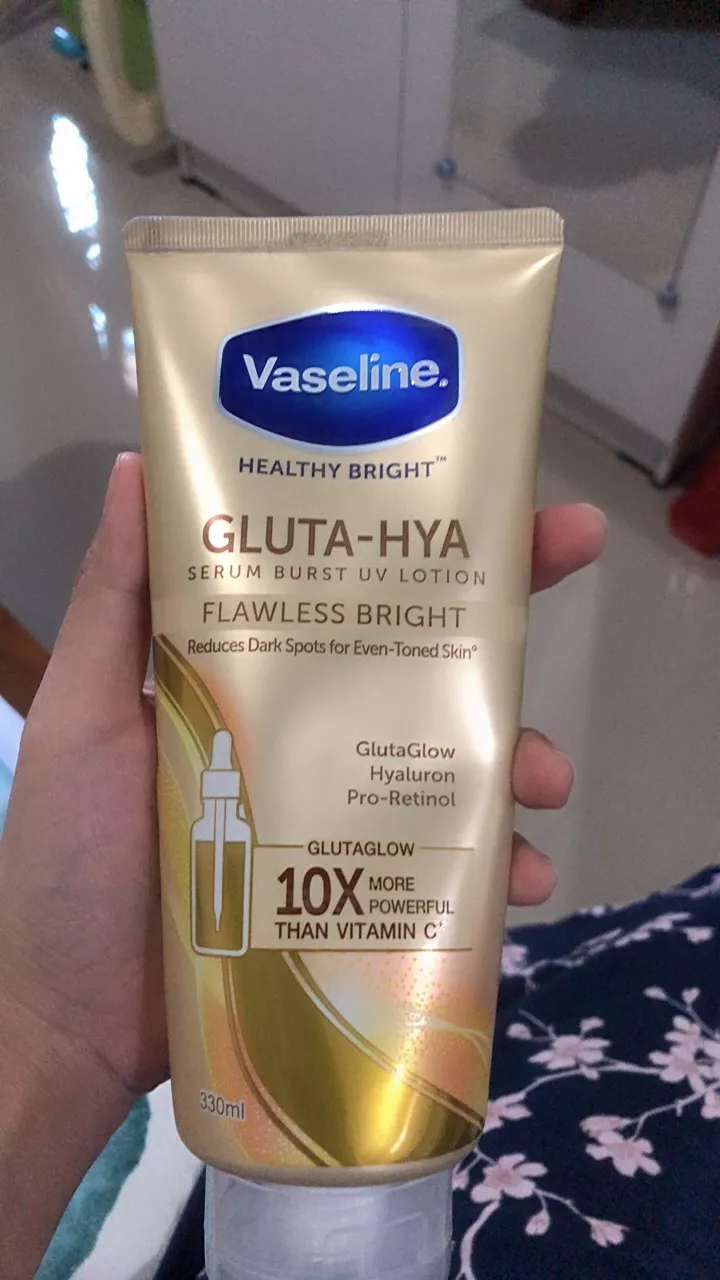 Vaseline.
HEALTHY BRIGHT™
GLUTA-HYA
SERUM BURST UV LOTION
FLAWLESS BRIGHT
Reduces Dark Spots for Even-Toned Skin°
GlutaGlow
Hyaluron
Pro-Retinol
GLUTAGLOW
10X MORE
POWERFUL
THAN VITAMIN C⁺
330ml